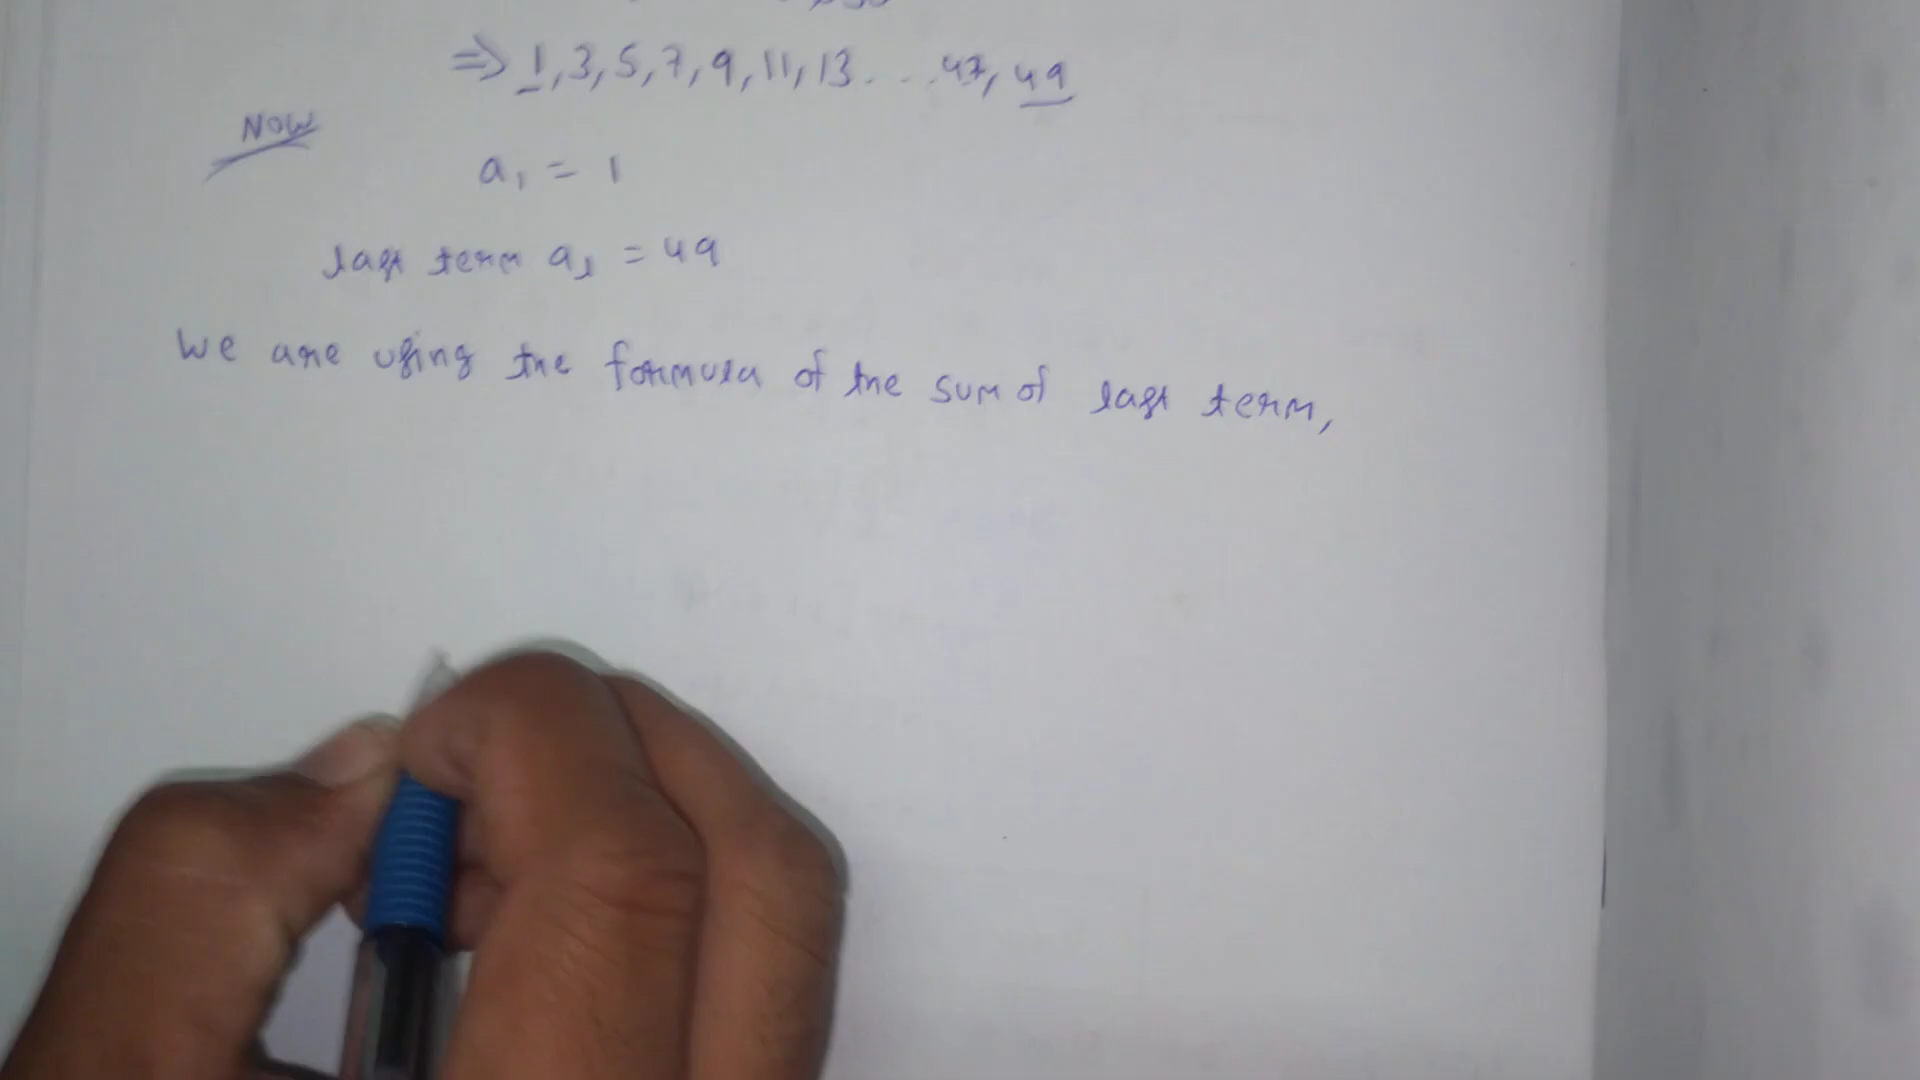 ⇒ 1, 3, 5, 7, 9, 11, 13 . . . 47, 49
NOW
a₁ = 1
last term aₗ = 49
We are using the formula of the sum of last term,